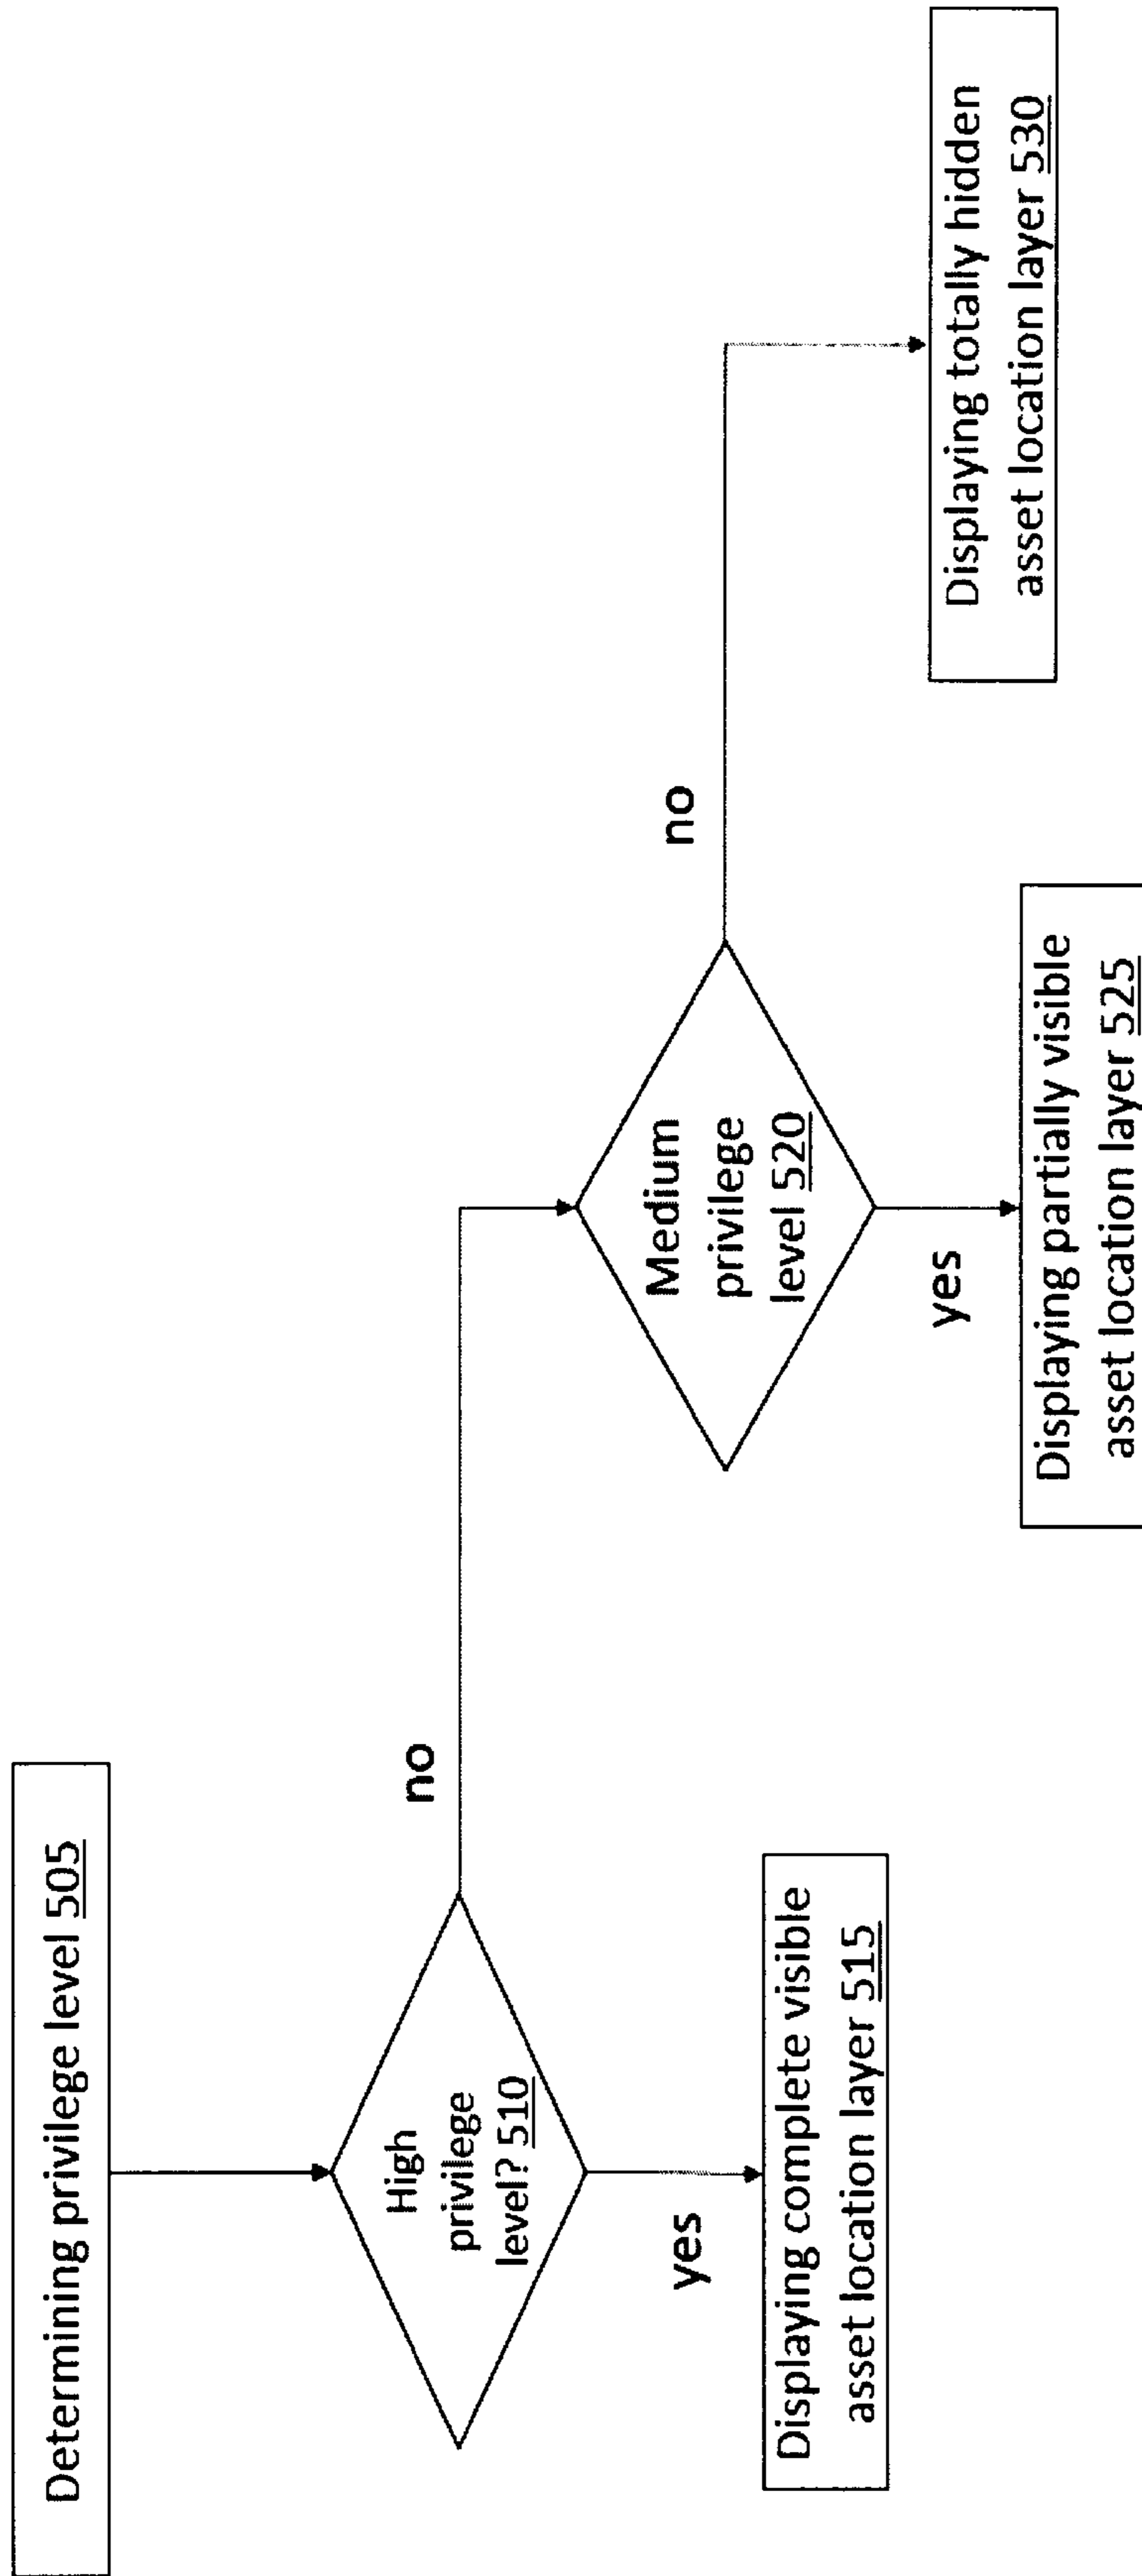 Determining privilege level 505
High
privilege
level? 510
no
yes
Displaying complete visible
asset location layer 515
Medium
privilege
level 520
no
yes
Displaying partially visible
asset location layer 525
Displaying totally hidden
asset location layer 530